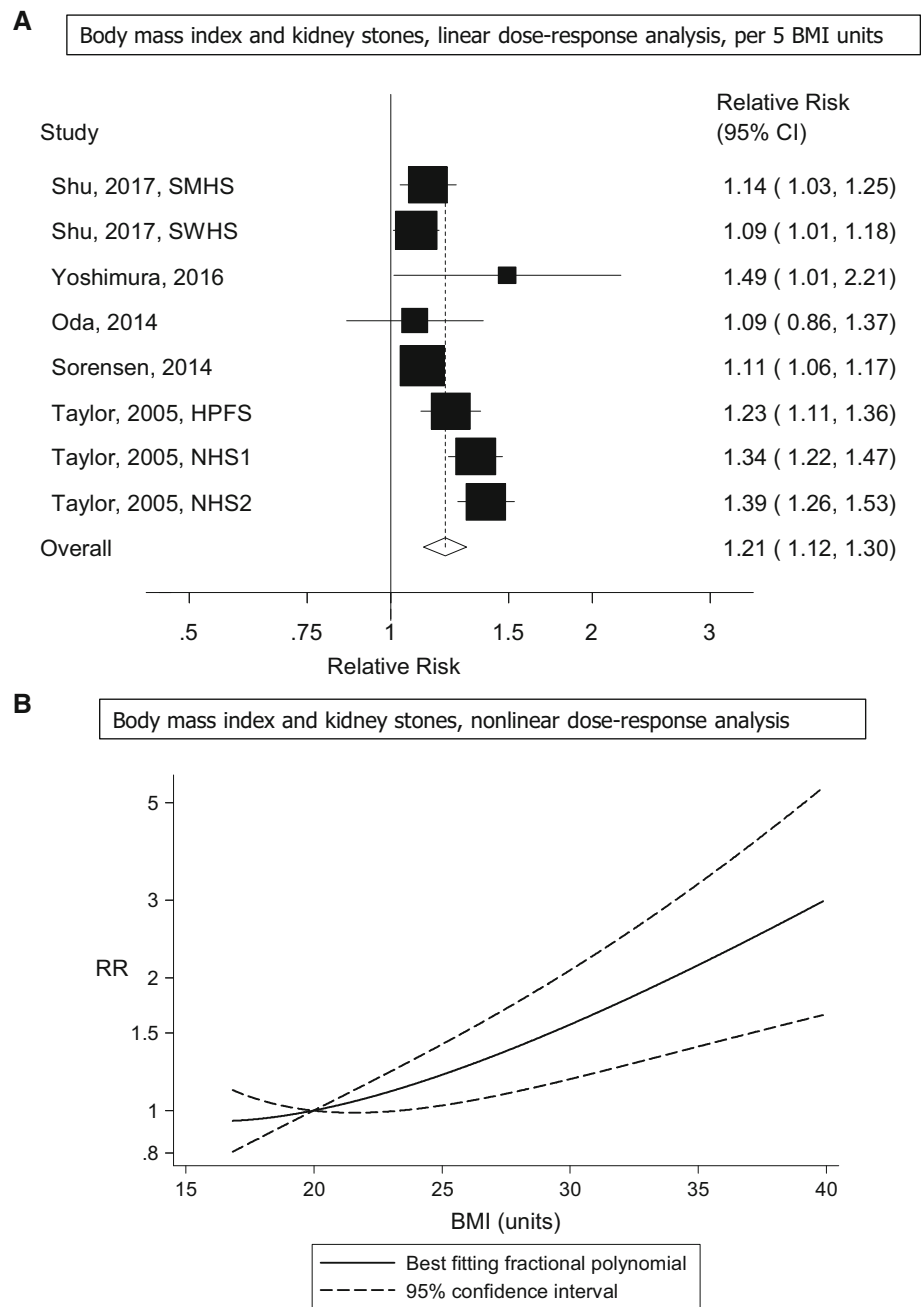 A
Body mass index and kidney stones, linear dose-response analysis, per 5 BMI units
Relative Risk
Study (95% CI)
Shu, 2017, SMHS 1.14 ( 1.03, 1.25)
Shu, 2017, SWHS 1.09 ( 1.01, 1.18)
Yoshimura, 2016 1.49 ( 1.01, 2.21)
Oda, 2014 1.09 ( 0.86, 1.37)
Sorensen, 2014 1.11 ( 1.06, 1.17)
Taylor, 2005, HPFS 1.23 ( 1.11, 1.36)
Taylor, 2005, NHS1 1.34 ( 1.22, 1.47)
Taylor, 2005, NHS2 1.39 ( 1.26, 1.53)
Overall 1.21 ( 1.12, 1.30)
.5 .75 1 1.5 2 3
Relative Risk
B
Body mass index and kidney stones, nonlinear dose-response analysis
5
3
RR
2
1.5
1
.8
15 20 25 30 35 40
BMI (units)
Best fitting fractional polynomial
95% confidence interval